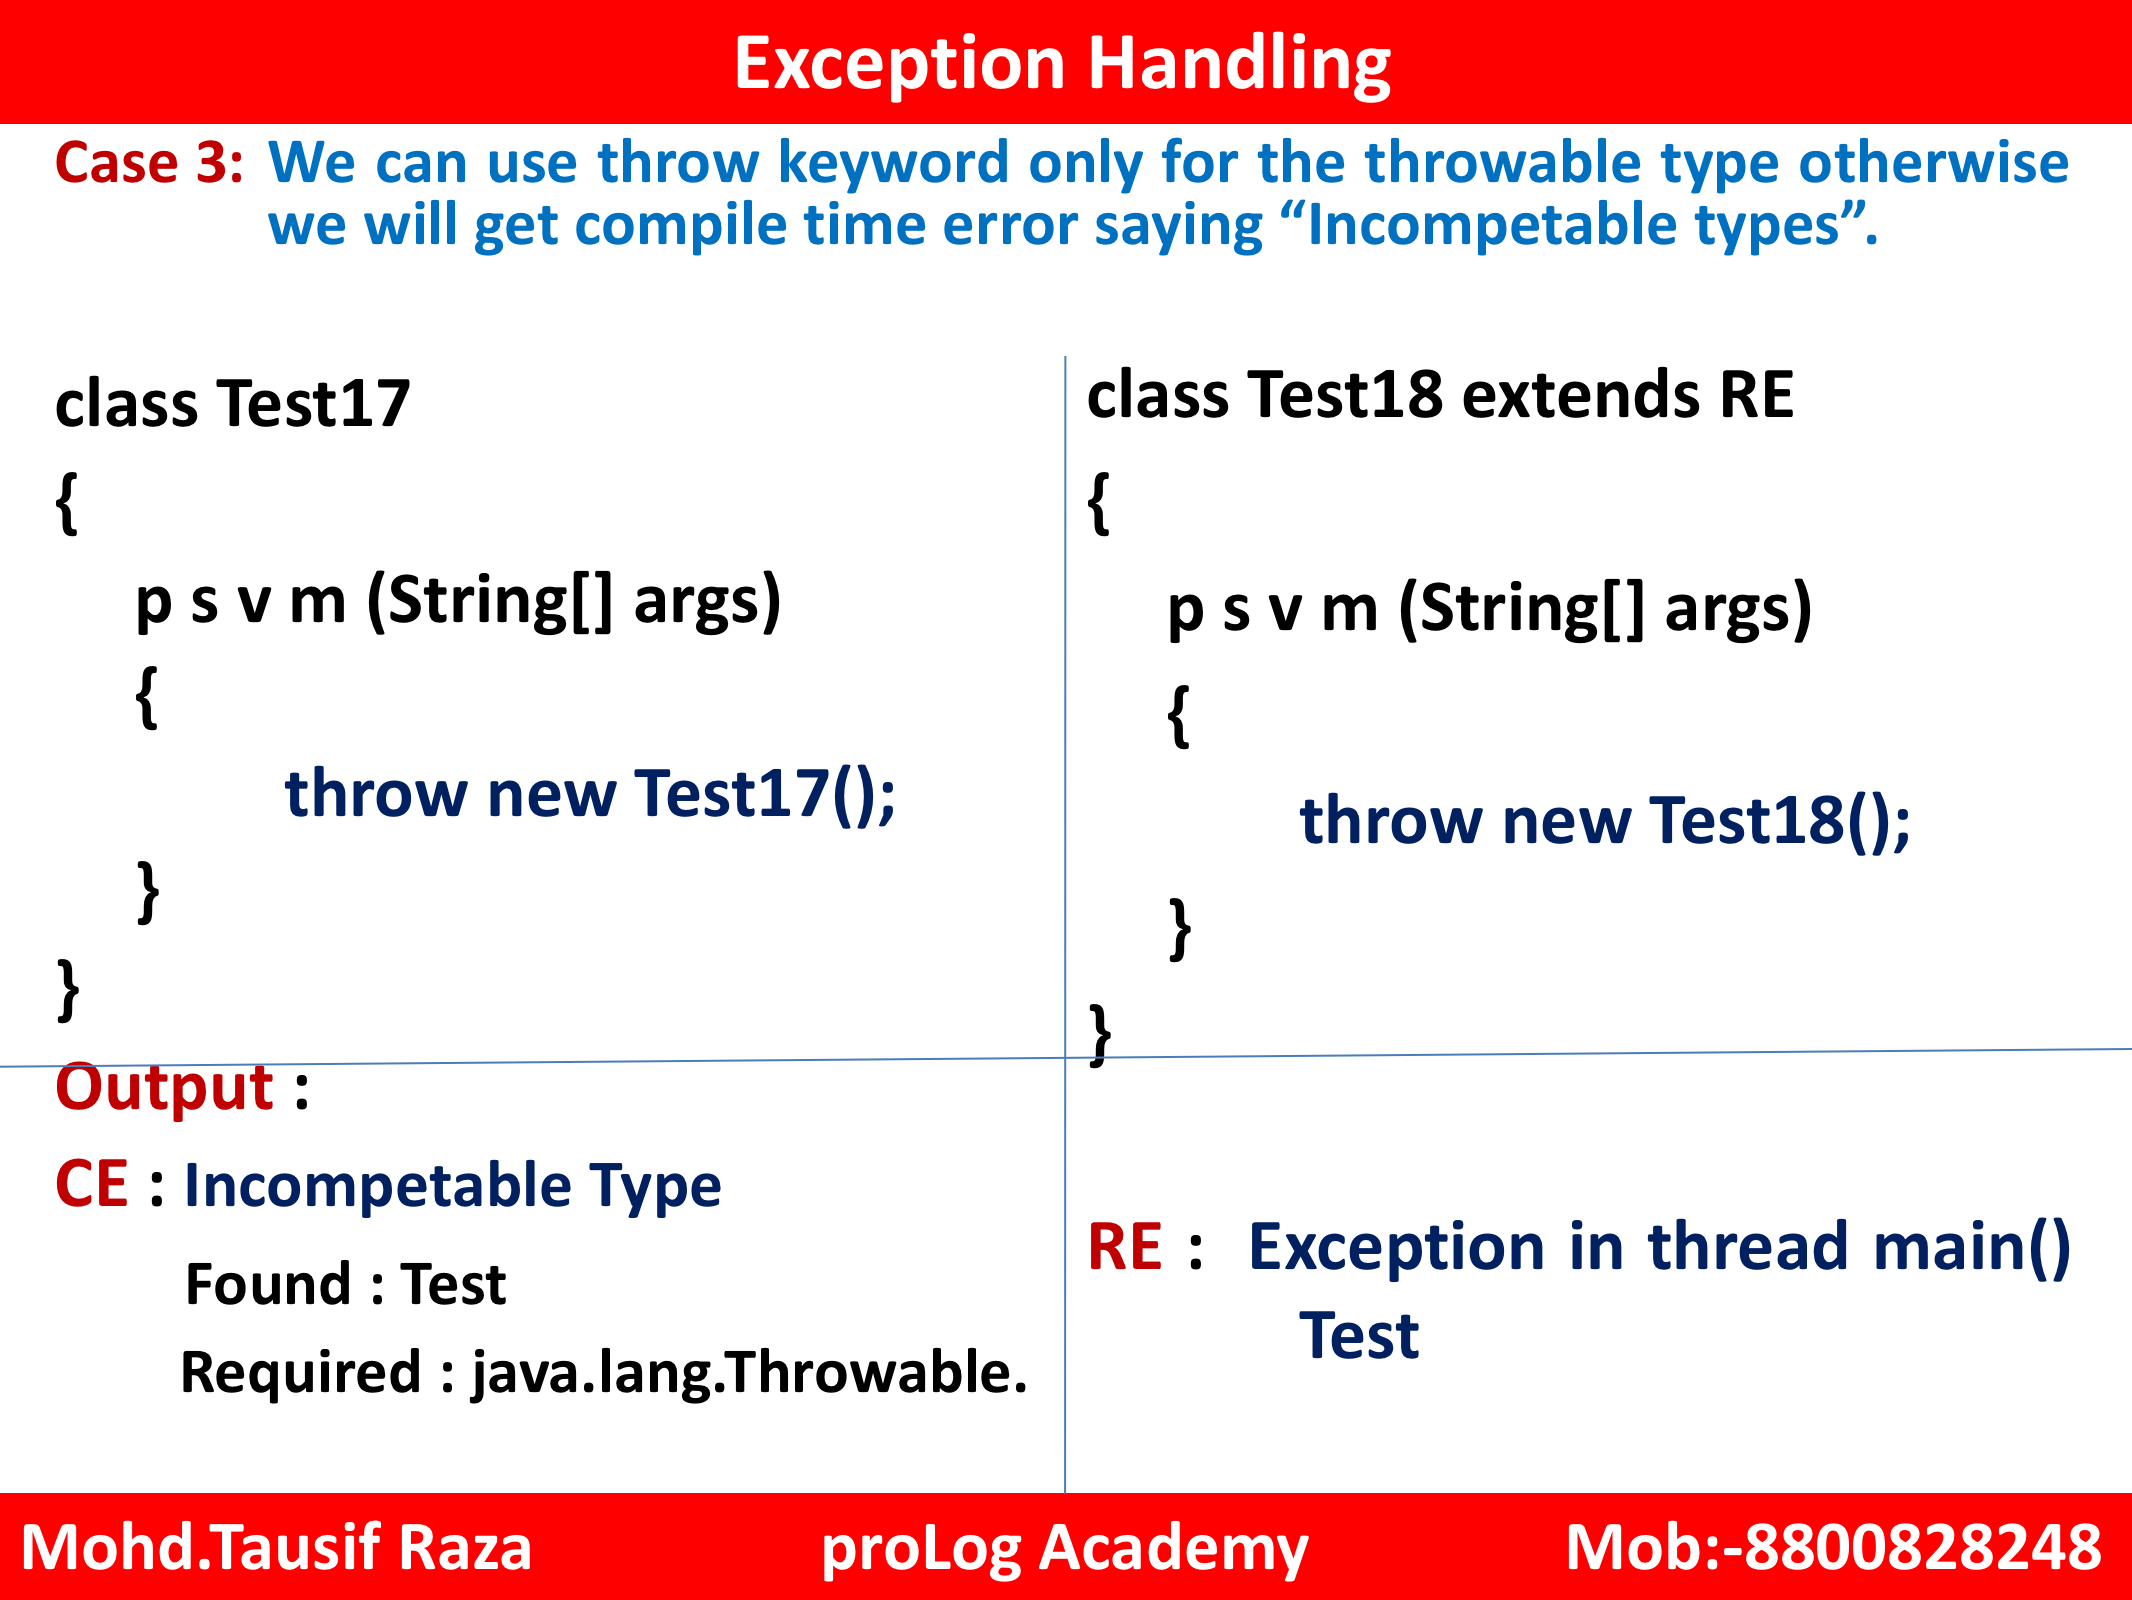 Exception Handling
Case 3: We can use throw keyword only for the throwable type otherwise
we will get compile time error saying “Incompetable types”.
class Test17
{
p s v m (String[] args)
{
throw new Test17();
}
}
Output :
CE : Incompetable Type
Found : Test
Required : java.lang.Throwable.
class Test18 extends RE
{
p s v m (String[] args)
{
throw new Test18();
}
}
RE : Exception in thread main()
Test
Mohd.Tausif Raza proLog Academy Mob:-8800828248